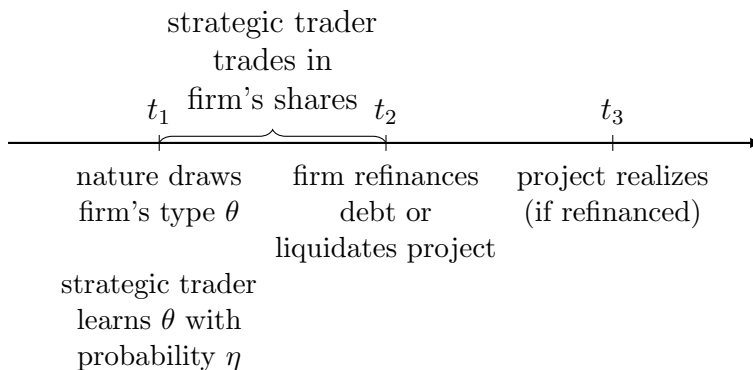 strategic trader
trades in
firm's shares
t₁
t₂
t₃
nature draws
firm's type θ
firm refinances
debt or
liquidates project
project realizes
(if refinanced)
strategic trader
learns θ with
probability η